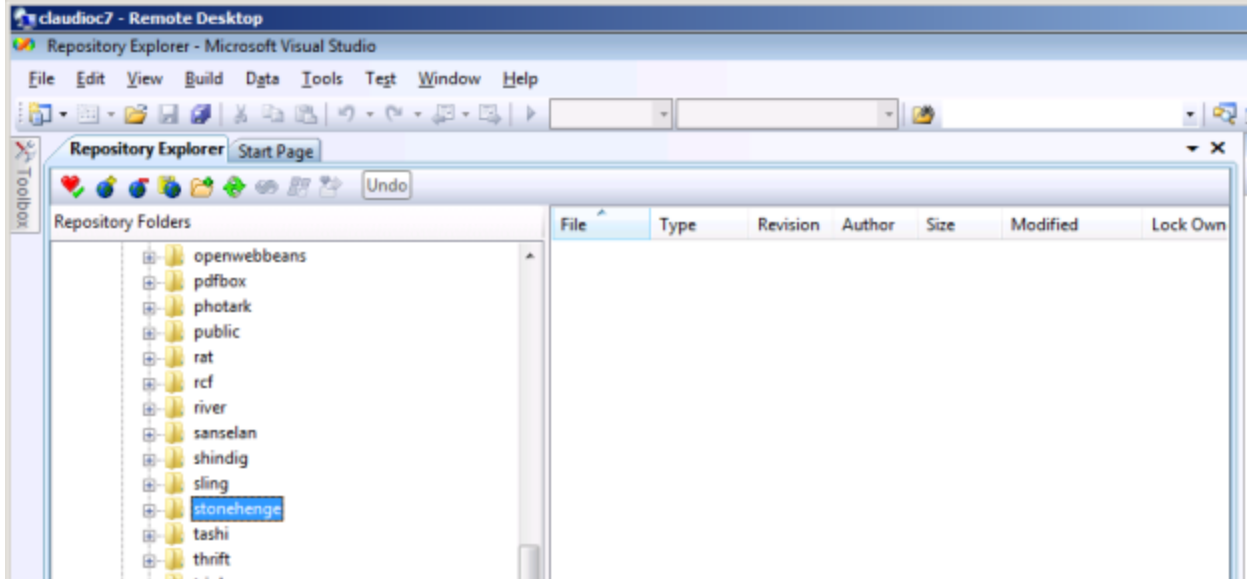 claudioc7 - Remote Desktop
Repository Explorer - Microsoft Visual Studio
File Edit View Build Data Tools Test Window Help
Toolbox
Repository Explorer Start Page
Undo
Repository Folders
File Type Revision Author Size Modified Lock Own
openwebbeans
pdfbox
photark
public
rat
rcf
river
sanselan
shindig
sling
stonehenge
tashi
thrift